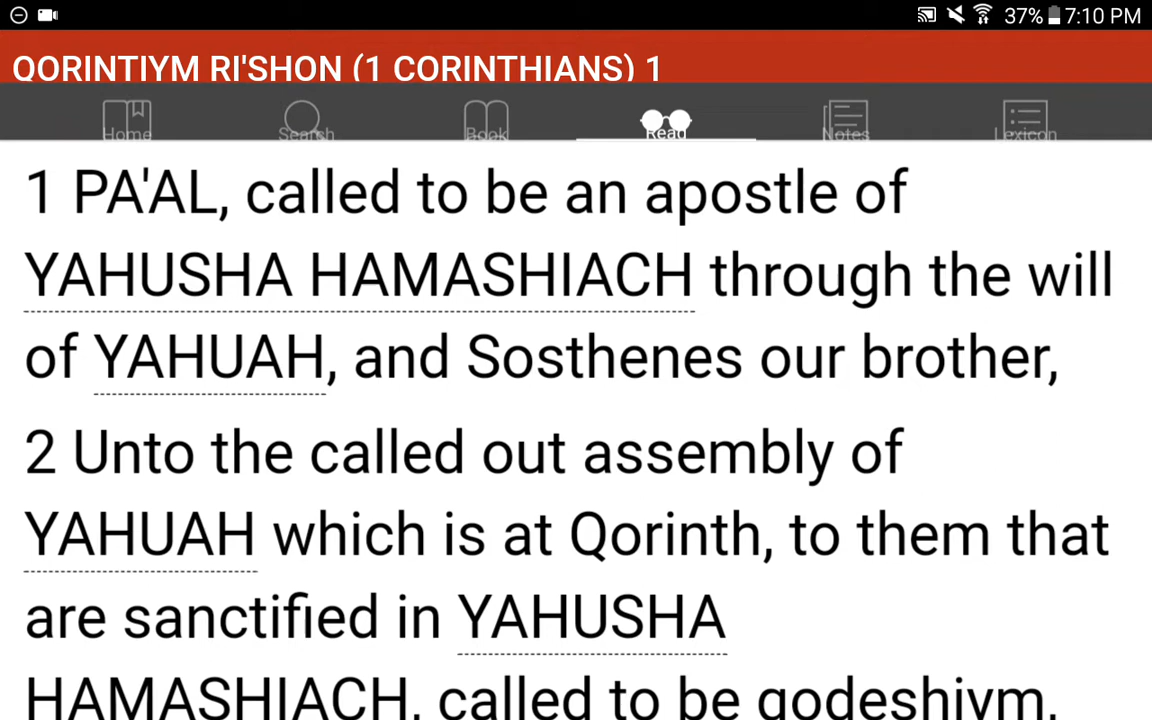 37% 7:10 PM
QORINTIYM RI'SHON (1 CORINTHIANS) 1
Home Search Book Read Notes Lexicon
1 PA'AL, called to be an apostle of
YAHUSHA HAMASHIACH through the will
of YAHUAH, and Sosthenes our brother,
2 Unto the called out assembly of
YAHUAH which is at Qorinth, to them that
are sanctified in YAHUSHA
HAMASHIACH, called to be qodeshiym,